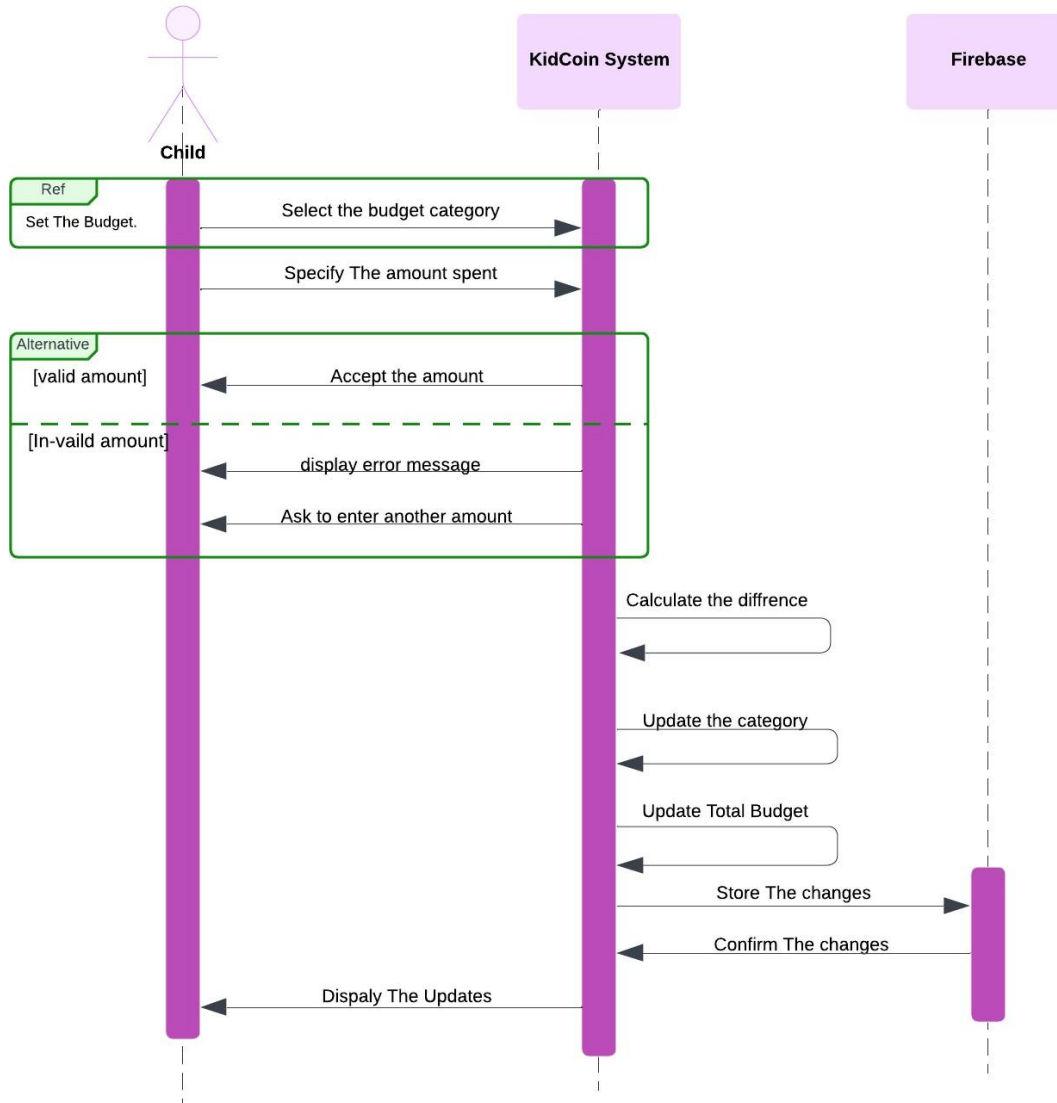 KidCoin System
Firebase
Child
Ref
Set The Budget.
Select the budget category
Specify The amount spent
Alternative
[valid amount]
Accept the amount
[In-vaild amount]
display error message
Ask to enter another amount
Calculate the diffrence
Update the category
Update Total Budget
Store The changes
Confirm The changes
Dispaly The Updates